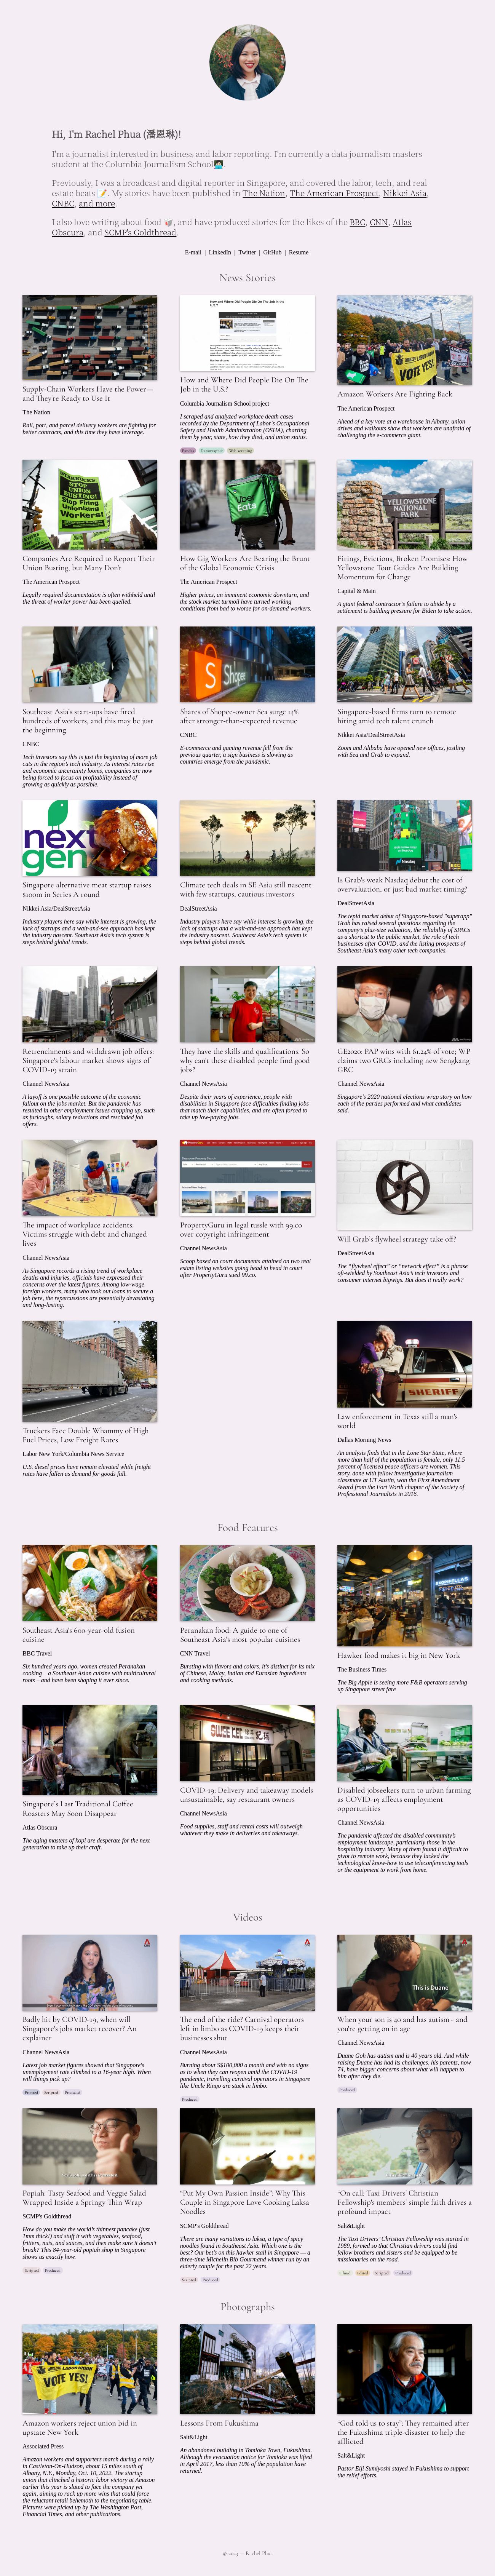 Hi, I'm Rachel Phua (潘恩琳)!
I'm a journalist interested in business and labor reporting. I'm currently a data journalism masters
student at the Columbia Journalism School👩🏻‍💻.
Previously, I was a broadcast and digital reporter in Singapore, and covered the labor, tech, and real
estate beats 📝. My stories have been published in The Nation, The American Prospect, Nikkei Asia,
CNBC, and more.
I also love writing about food 🥡, and have produced stories for the likes of the BBC, CNN, Atlas
Obscura, and SCMP's Goldthread.
E-mail | LinkedIn | Twitter | GitHub | Resume
News Stories
Supply-Chain Workers Have the Power—
and They're Ready to Use It
The Nation
Rail, port, and parcel delivery workers are fighting for
better contracts, and this time they have leverage.
How and Where Did People Die On The
Job in the U.S.?
Columbia Journalism School project
I scraped and analyzed workplace death cases
recorded by the Department of Labor's Occupational
Safety and Health Administration (OSHA), charting
them by year, state, how they died, and union status.
Pandas Datawrapper Web scraping
VOTE YES!
Amazon Workers Are Fighting Back
The American Prospect
Ahead of a key vote at a warehouse in Albany, union
drives and walkouts show that workers are unafraid of
challenging the e-commerce giant.
STOP
UNION
BUSTING!
Stop Firing
Unionizing
Workers!
Companies Are Required to Report Their
Union Busting, but Many Don't
The American Prospect
Legally required documentation is often withheld until
the threat of worker power has been quelled.
Uber
Eats
How Gig Workers Are Bearing the Brunt
of the Global Economic Crisis
The American Prospect
Higher prices, an imminent economic downturn, and
the stock market turmoil have turned working
conditions from bad to worse for on-demand workers.
YELLOWSTONE
NATIONAL
PARK
Firings, Evictions, Broken Promises: How
Yellowstone Tour Guides Are Building
Momentum for Change
Capital & Main
A giant federal contractor's failure to abide by a
settlement is building pressure for Biden to take action.
Southeast Asia's start-ups have fired
hundreds of workers, and this may be just
the beginning
CNBC
Tech investors say this is just the beginning of more job
cuts in the region's tech industry. As interest rates rise
and economic uncertainty looms, companies are now
being forced to focus on profitability instead of
growing as quickly as possible.
Shopee
Shares of Shopee-owner Sea surge 14%
after stronger-than-expected revenue
CNBC
E-commerce and gaming revenue fell from the
previous quarter, a sign business is slowing as
countries emerge from the pandemic.
Singapore-based firms turn to remote
hiring amid tech talent crunch
Nikkei Asia/DealStreetAsia
Zoom and Alibaba have opened new offices, jostling
with Sea and Grab to expand.
next
gen
Singapore alternative meat startup raises
$100m in Series A round
Nikkei Asia/DealStreetAsia
Industry players here say while interest is growing, the
lack of startups and a wait-and-see approach has kept
the industry nascent. Southeast Asia's tech system is
steps behind global trends.
Climate tech deals in SE Asia still nascent
with few startups, cautious investors
DealStreetAsia
Industry players here say while interest is growing, the
lack of startups and a wait-and-see approach has kept
the industry nascent. Southeast Asia's tech system is
steps behind global trends.
Is Grab's weak Nasdaq debut the cost of
overvaluation, or just bad market timing?
DealStreetAsia
The tepid market debut of Singapore-based "superapp"
Grab has raised several questions regarding the
company's plus-size valuation, the reliability of SPACs
as a shortcut to the public market, the role of tech
businesses after COVID, and the listing prospects of
Southeast Asia's many other tech companies.
Retrenchments and withdrawn job offers:
Singapore's labour market shows signs of
COVID-19 strain
Channel NewsAsia
A layoff is one possible outcome of the economic
fallout on the jobs market. But the pandemic has
resulted in other employment issues cropping up, such
as furloughs, salary reductions and rescinded job
offers.
They have the skills and qualifications. So
why can't these disabled people find good
jobs?
Channel NewsAsia
Despite their years of experience, people with
disabilities in Singapore face difficulties finding jobs
that match their capabilities, and are often forced to
take up low-paying jobs.
GE2020: PAP wins with 61.24% of vote; WP
claims two GRCs including new Sengkang
GRC
Channel NewsAsia
Singapore's 2020 national elections wrap story on how
each of the parties performed and what candidates
said.
The impact of workplace accidents:
Victims struggle with debt and changed
lives
Channel NewsAsia
As Singapore records a rising trend of workplace
deaths and injuries, officials have expressed their
concerns over the latest figures. Among low-wage
foreign workers, many who took out loans to secure a
job here, the repercussions are potentially devastating
and long-lasting.
PropertyGuru in legal tussle with 99.co
over copyright infringement
Channel NewsAsia
Scoop based on court documents attained on two real
estate listing websites going head to head in court
after PropertyGuru sued 99.co.
Will Grab's flywheel strategy take off?
DealStreetAsia
The "flywheel effect" or "network effect" is a phrase
oft-wielded by Southeast Asia's tech investors and
consumer internet bigwigs. But does it really work?
Truckers Face Double Whammy of High
Fuel Prices, Low Freight Rates
Labor New York/Columbia News Service
U.S. diesel prices have remain elevated while freight
rates have fallen as demand for goods fall.
SHERIFF
Law enforcement in Texas still a man's
world
Dallas Morning News
An analysis finds that in the Lone Star State, where
more than half of the population is female, only 11.5
percent of licensed peace officers are women. This
story, done with fellow investigative journalism
classmate at UT Austin, won the First Amendment
Award from the Fort Worth chapter of the Society of
Professional Journalists in 2016.
Food Features
Southeast Asia's 600-year-old fusion
cuisine
BBC Travel
Six hundred years ago, women created Peranakan
cooking – a Southeast Asian cuisine with multicultural
roots – and have been shaping it ever since.
Peranakan flavor: A guide to one of
Southeast Asia's most popular cuisines
CNN Travel
Bursting with flavors and colors, it's distinct for its mix
of Chinese, Malay, Indian and Eurasian ingredients
and cooking methods.
Hawker food makes it big in New York
The Business Times
The Big Apple is seeing more F&B operators serving
up Singapore street fare
Singapore's Last Traditional Coffee
Roasters May Soon Disappear
Atlas Obscura
The aging masters of kopi are desperate for the next
generation to take up their craft.
SWEE KEE
COVID-19: Delivery and takeaway models
unsustainable, say restaurant owners
Channel NewsAsia
Food supplies, staff and rental costs will outweigh
whatever they make in deliveries and takeaways.
Disabled jobseekers turn to urban farming
as COVID-19 affects employment
opportunities
Channel NewsAsia
The pandemic affected the disabled community's
employment landscape, particularly those in the
hospitality industry. Many of them found it difficult to
pivot to remote work, because they lacked the
technological know-how to use teleconferencing tools
or the equipment to work from home.
Videos
Badly hit by COVID-19, when will
Singapore's jobs market recover? An
explainer
Channel NewsAsia
Latest job market figures showed that Singapore's
unemployment rate climbed to a 16-year high. When
will things pick up?
Fronted Scripted Produced
The end of the ride? Carnival operators
left in limbo as COVID-19 keeps their
businesses shut
Channel NewsAsia
Burning about S$100,000 a month and with no signs
as to when they can reopen amid the COVID-19
pandemic, travelling carnival operators in Singapore
like Uncle Ringo are stuck in limbo.
Produced
This is Duane
When your son is 40 and has autism - and
you're getting on in age
Channel NewsAsia
Duane Goh has autism and is 40 years old. And while
raising Duane has had its challenges, his parents, now
74, have bigger concerns about what will happen to
him after they die.
Produced
Popiah: Tasty Seafood and Veggie Salad
Wrapped Inside a Springy Thin Wrap
SCMP's Goldthread
How do you make the world's thinnest pancake (just
1mm thick!) and stuff it with vegetables, seafood,
fritters, nuts, and sauces, and then make sure it doesn't
break? This 84-year-old popiah shop in Singapore
shows us exactly how.
Scripted Produced
"Put My Own Passion Inside": Why This
Couple in Singapore Love Cooking Laksa
Noodles
SCMP's Goldthread
There are many variations to laksa, a type of spicy
noodles found in Southeast Asia. Which one is the
best? Our bet's on this hawker stall in Singapore — a
three-time Michelin Bib Gourmand winner run by an
elderly couple for the past 22 years.
Scripted Produced
"On call: Taxi Drivers' Christian
Fellowship's members' simple faith drives a
profound impact
Salt&Light
The Taxi Drivers' Christian Fellowship was started in
1989, formed so that Christian drivers could find
fellow brothers and sisters and be equipped to be
missionaries on the road.
Filmed Edited Scripted Produced
Photographs
VOTE YES!
Amazon workers reject union bid in
upstate New York
Associated Press
Amazon workers and supporters march during a rally
in Castleton-On-Hudson, about 15 miles south of
Albany, N.Y., Monday, Oct. 10, 2022. The startup
union that clinched a historic labor victory at Amazon
earlier this year is slated to face the company yet
again, aiming to rack up more wins that could force
the reluctant behemoth to the negotiating table.
Pictures were picked up by The Washington Post,
Financial Times, and other publications.
Lessons From Fukushima
Salt&Light
An abandoned building in Tomioka Town, Fukushima.
Although the evacuation notice for Tomioka was lifted
in April 2017, less than 10% of the population have
returned.
"God told us to stay": They remained after
the Fukushima triple-disaster to help the
afflicted
Salt&Light
Pastor Eiji Sumiyoshi stayed in Fukushima to support
the relief efforts.
© 2023 — Rachel Phua